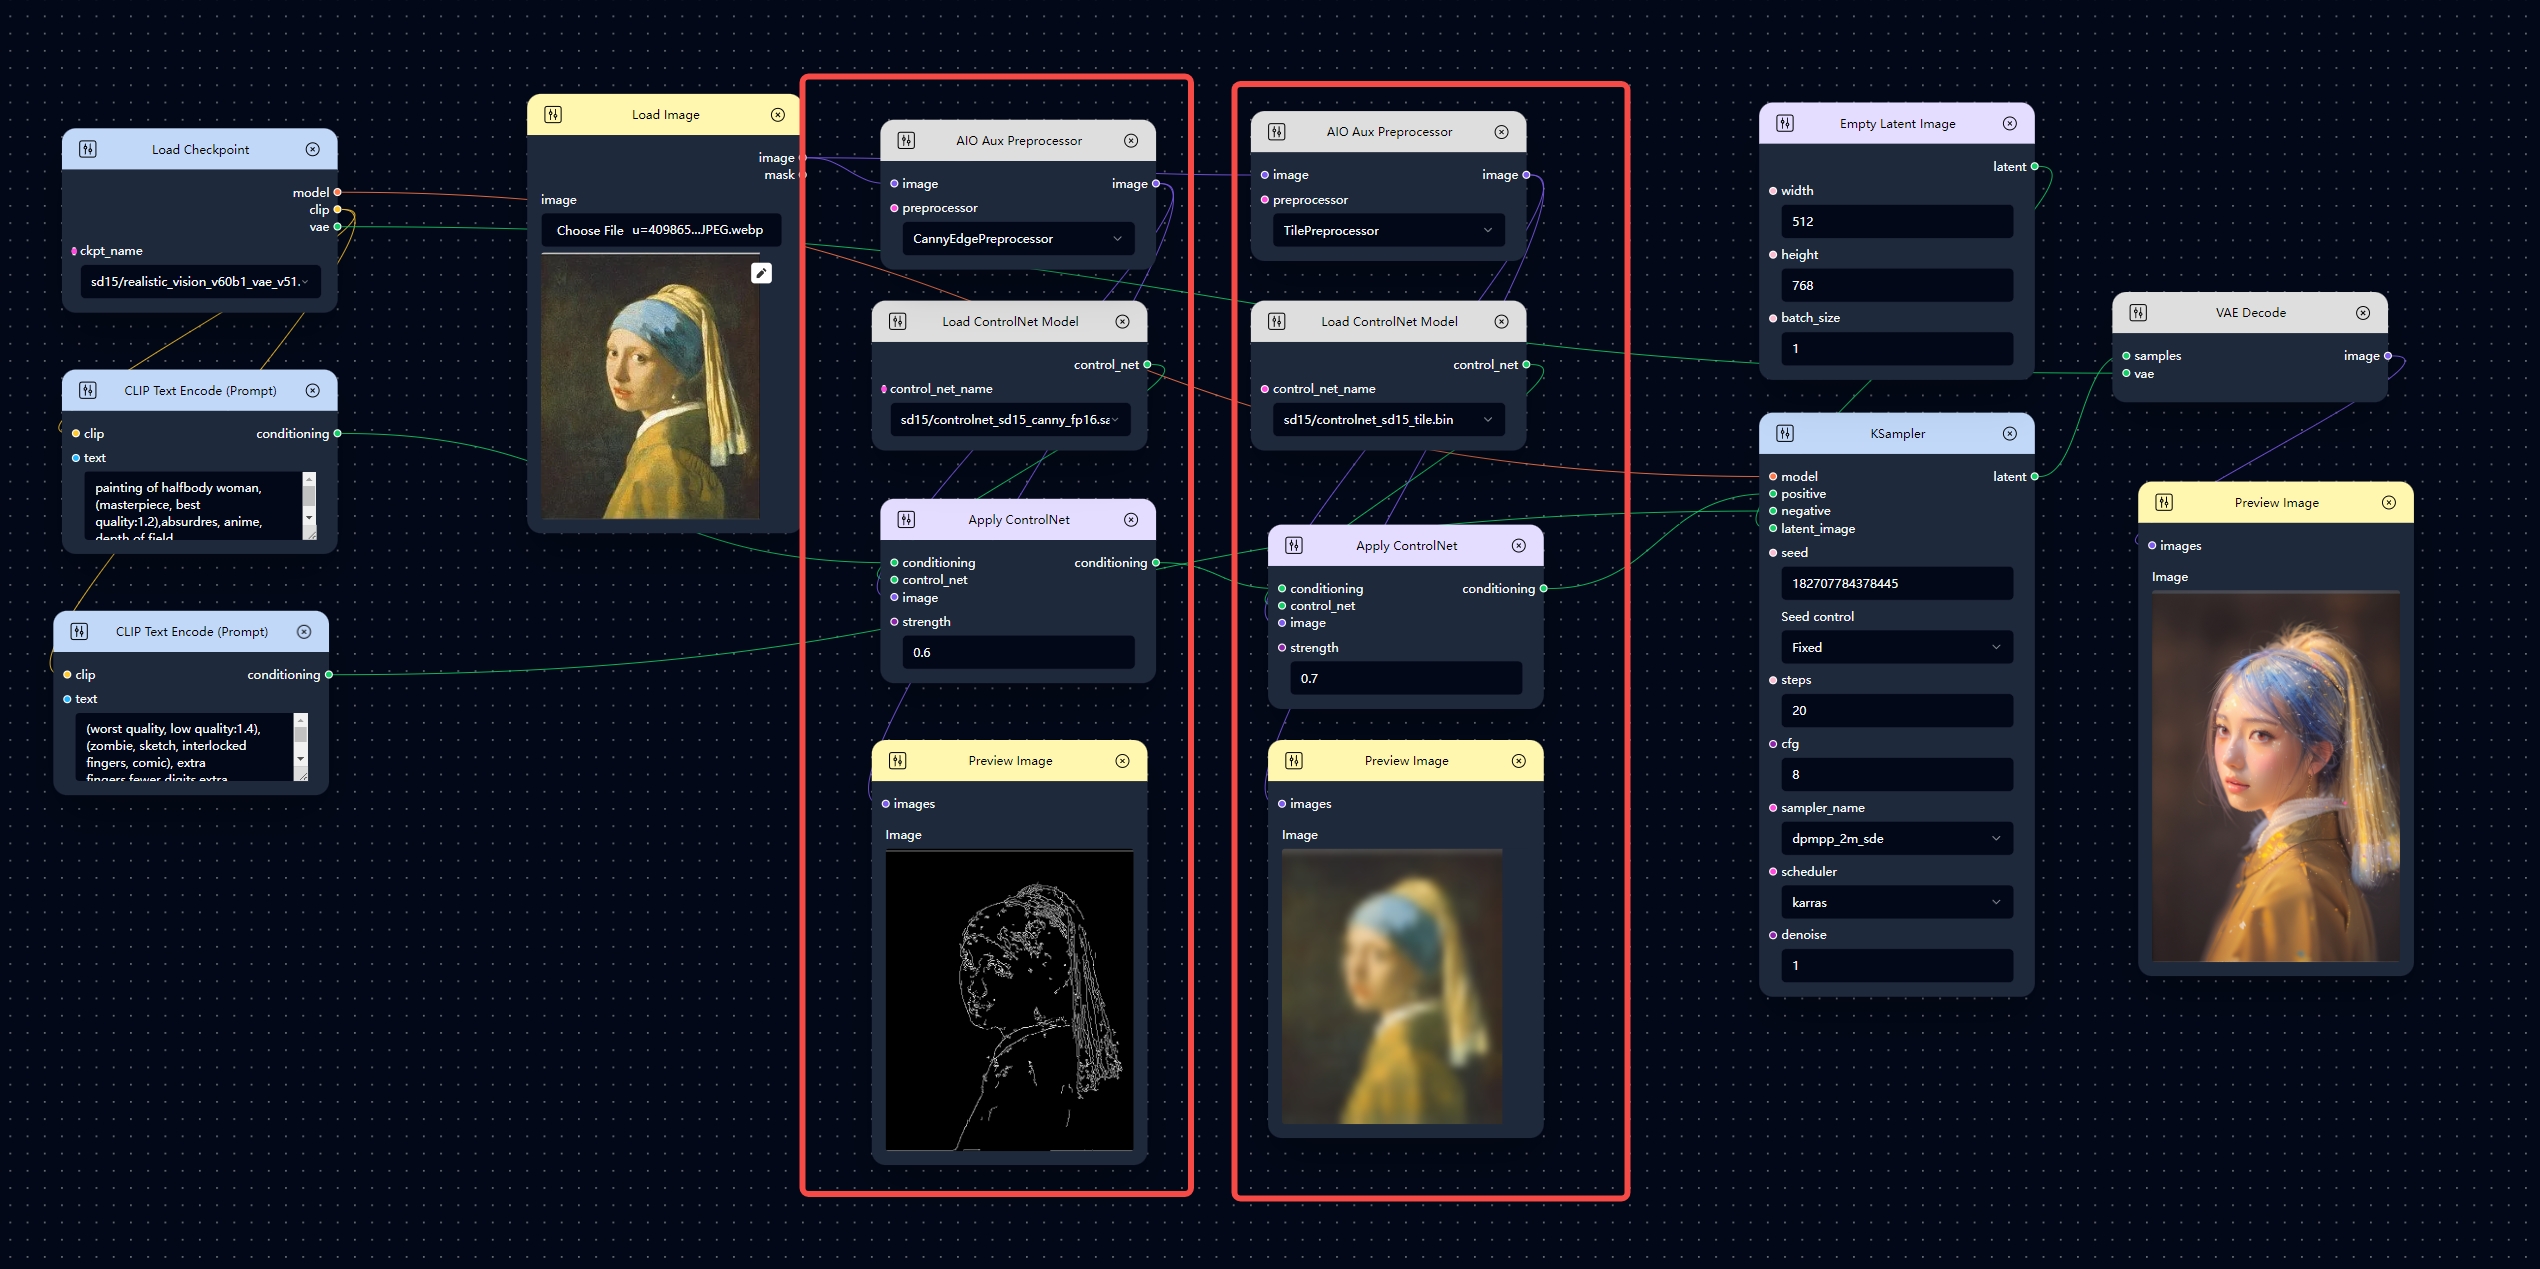 Load Checkpoint
model
clip
vae
ckpt_name
sd15/realistic_vision_v60b1_vae_v51.
CLIP Text Encode (Prompt)
clip
conditioning
text
painting of halfbody woman,
(masterpiece, best
quality:1.2),absurdres, anime,
depth of field
CLIP Text Encode (Prompt)
clip
conditioning
text
(worst quality, low quality:1.4),
(zombie, sketch, interlocked
fingers, comic), extra
fingers,fewer digits,extra
Load Image
image
mask
image
Choose File u=409865...JPEG.webp
AIO Aux Preprocessor
image
image
preprocessor
CannyEdgePreprocessor
Load ControlNet Model
control_net
control_net_name
sd15/controlnet_sd15_canny_fp16.sa
Apply ControlNet
conditioning
conditioning
control_net
image
strength
0.6
Preview Image
images
Image
AIO Aux Preprocessor
image
image
preprocessor
TilePreprocessor
Load ControlNet Model
control_net
control_net_name
sd15/controlnet_sd15_tile.bin
Apply ControlNet
conditioning
conditioning
control_net
image
strength
0.7
Preview Image
images
Image
Empty Latent Image
latent
width
512
height
768
batch_size
1
KSampler
model
latent
positive
negative
latent_image
seed
182707784378445
Seed control
Fixed
steps
20
cfg
8
sampler_name
dpmpp_2m_sde
scheduler
karras
denoise
1
VAE Decode
samples
image
vae
Preview Image
images
Image